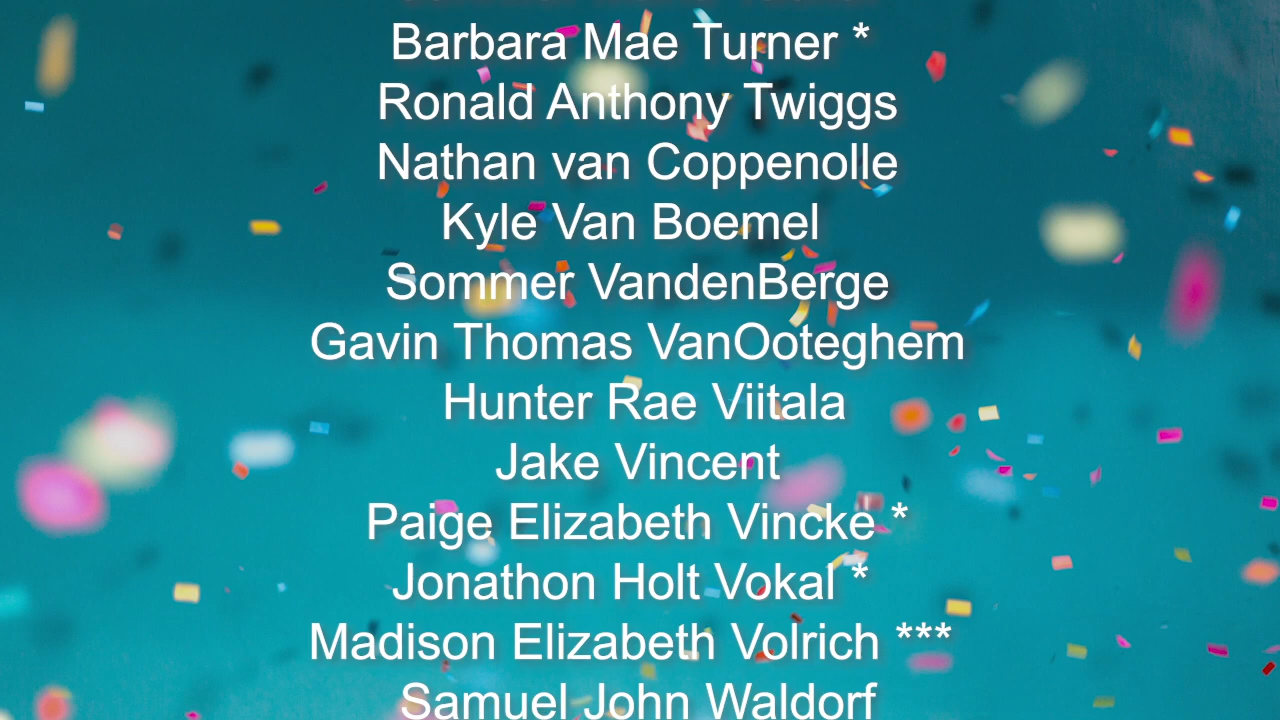 Barbara Mae Turner *
Ronald Anthony Twiggs
Nathan van Coppenolle
Kyle Van Boemel
Sommer VandenBerge
Gavin Thomas VanOoteghem
Hunter Rae Viitala
Jake Vincent
Paige Elizabeth Vincke *
Jonathon Holt Vokal *
Madison Elizabeth Volrich ***
Samuel John Waldorf